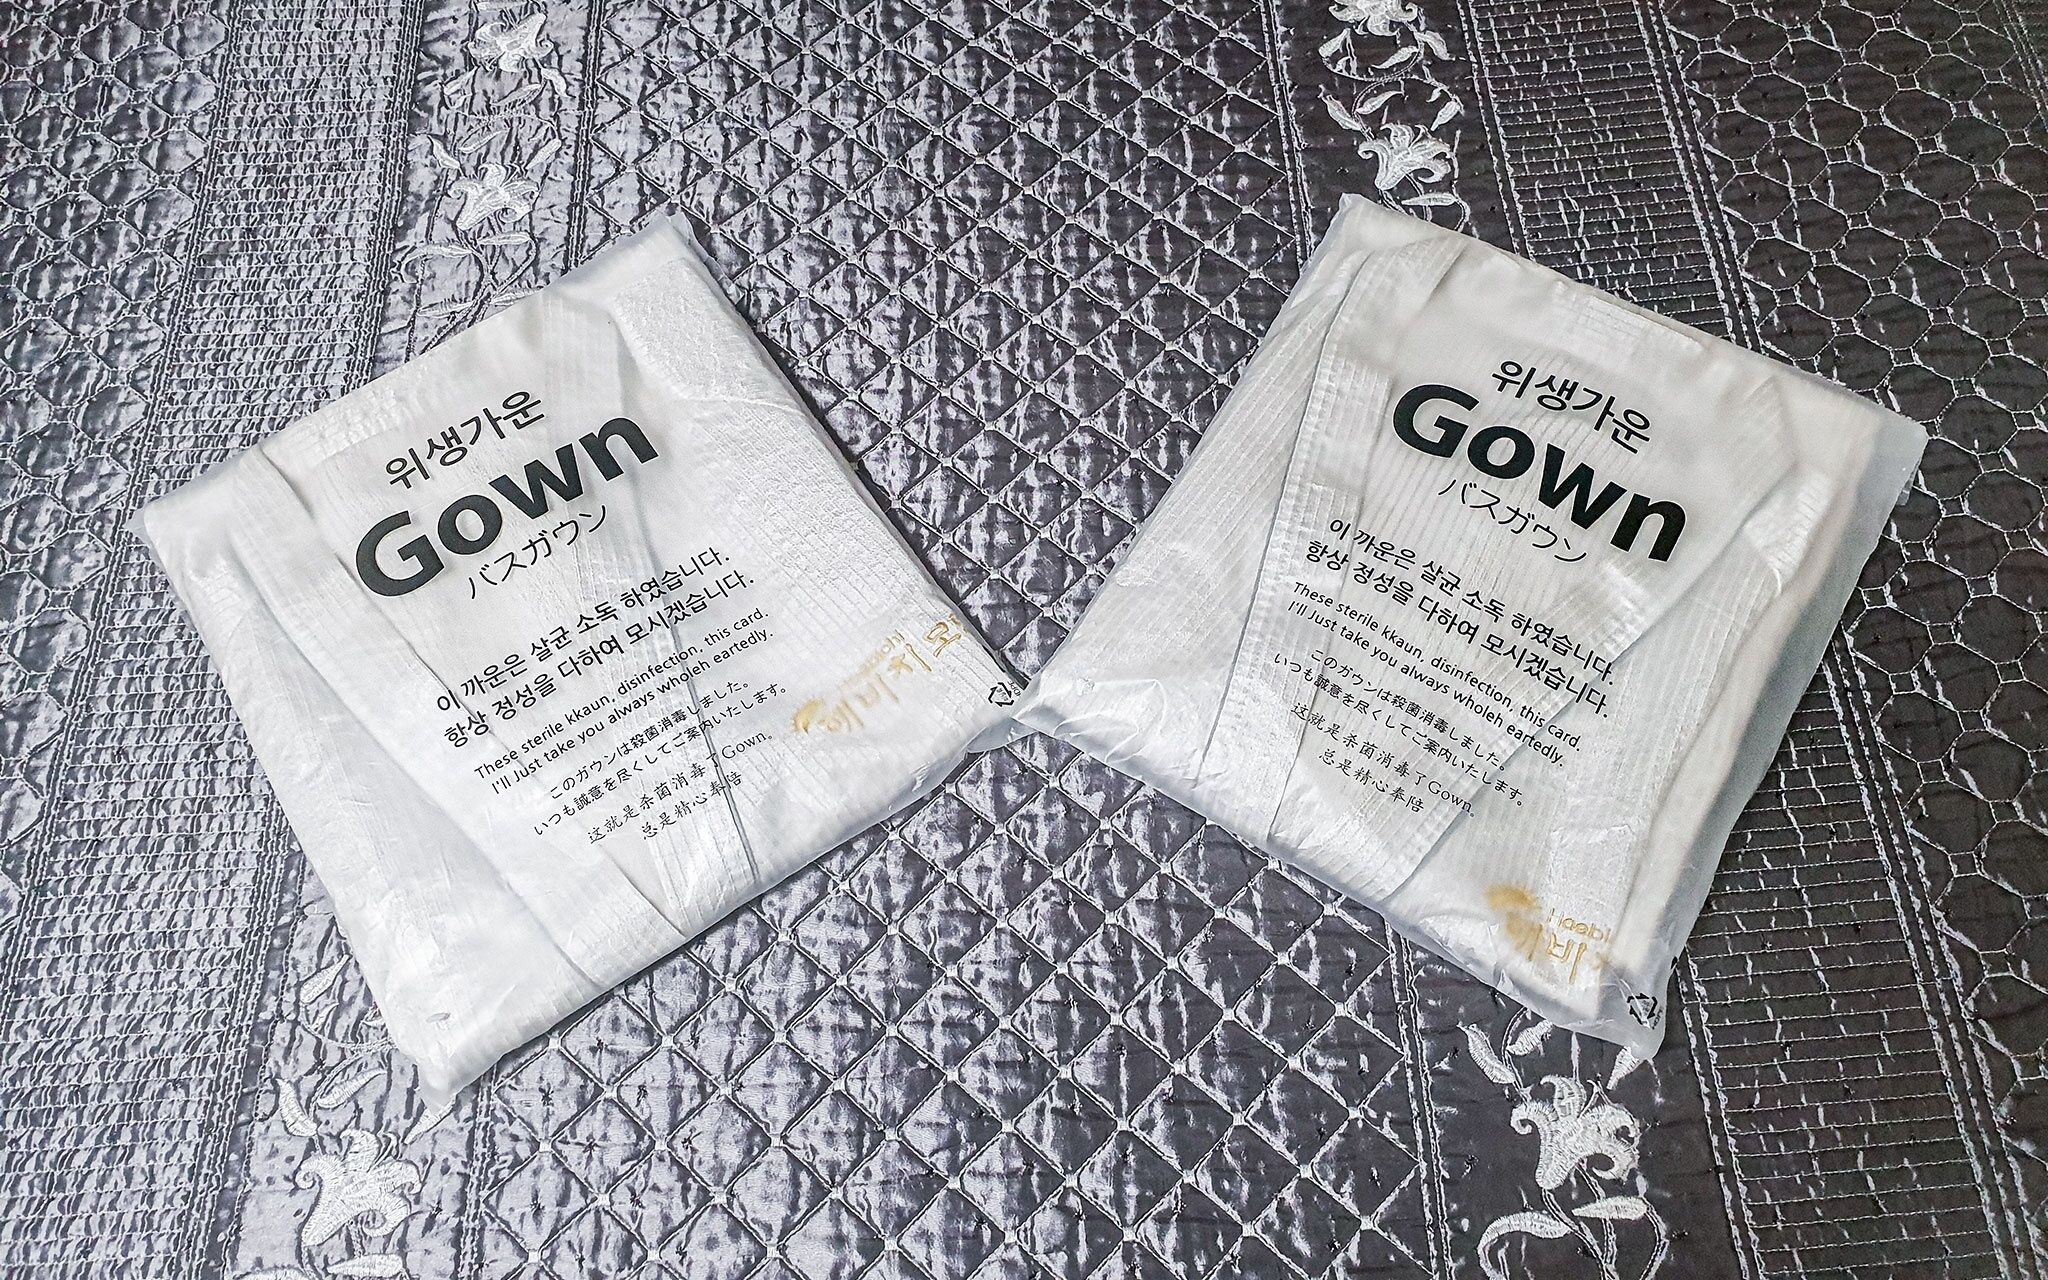 위생가운
Gown
バスガウン
이 까운은 살균 소독 하였습니다.
항상 정성을 다하여 모시겠습니다.
These sterile kkaun, disinfection, this card.
I'll Just take you always wholeh eartedly.
このガウンは殺菌消毒しました。
いつも誠意を尽くしてご案内いたします。
这就是杀菌消毒了Gown。
总是精心奉陪
해비치
위생가운
Gown
バスガウン
이 까운은 살균 소독 하였습니다.
항상 정성을 다하여 모시겠습니다.
These sterile kkaun, disinfection, this card.
I'll Just take you always wholeh eartedly.
このガウンは殺菌消毒しました。
いつも誠意を尽くしてご案内いたします。
这就是杀菌消毒了Gown。
总是精心奉陪
Haebi
해비